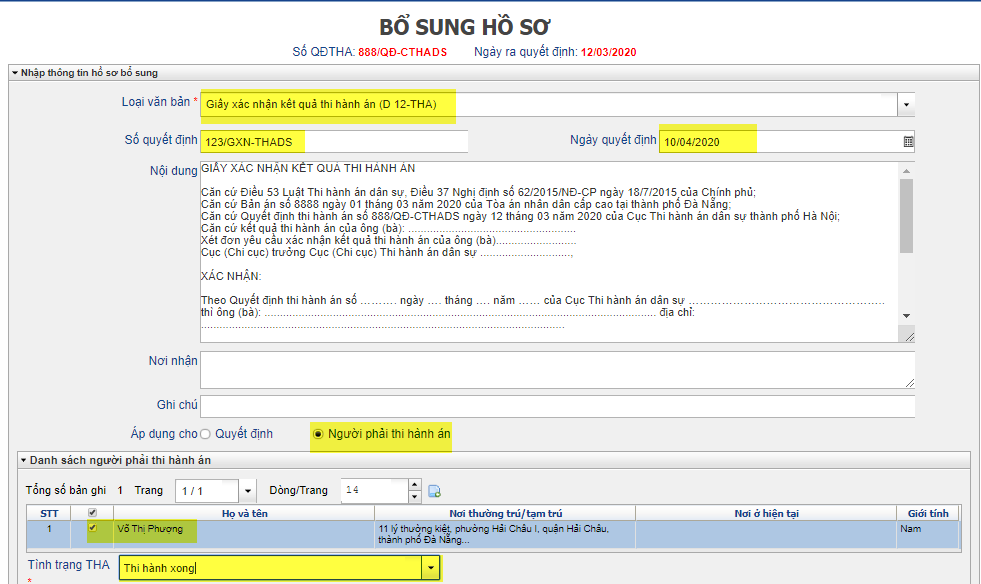 BỔ SUNG HỒ SƠ
Số QĐTHA: 888/QĐ-CTHADS Ngày ra quyết định: 12/03/2020
Nhập thông tin hồ sơ bổ sung
Loại văn bản * Giấy xác nhận kết quả thi hành án (D 12-THA)
Số quyết định 123/GXN-THADS Ngày quyết định 10/04/2020
Nội dung GIẤY XÁC NHẬN KẾT QUẢ THI HÀNH ÁN
Căn cứ Điều 53 Luật Thi hành án dân sự, Điều 37 Nghị định số 62/2015/NĐ-CP ngày 18/7/2015 của Chính phủ;
Căn cứ Bản án số 8888 ngày 01 tháng 03 năm 2020 của Tòa án nhân dân cấp cao tại thành phố Đà Nẵng;
Căn cứ Quyết định thi hành án số 888/QĐ-CTHADS ngày 12 tháng 03 năm 2020 của Cục Thi hành án dân sự thành phố Hà Nội;
Căn cứ kết quả thi hành án của ông (bà): ........................................................
Xét đơn yêu cầu xác nhận kết quả thi hành án của ông (bà)...........................
Cục (Chi cục) trưởng Cục (Chi cục) Thi hành án dân sự ..............................,
XÁC NHẬN:
Theo Quyết định thi hành án số ………. ngày …. tháng …. năm …… của Cục Thi hành án dân sự ……………………………………………
thì ông (bà): .................................................................................................................................... địa chỉ:
..........................................................................................................................
Nơi nhận
Ghi chú
Áp dụng cho Quyết định Người phải thi hành án
Danh sách người phải thi hành án
Tổng số bản ghi 1 Trang 1 / 1 Dòng/Trang 14
STT Họ và tên Nơi thường trú/tạm trú Nơi ở hiện tại Giới tính
1 Võ Thị Phượng 11 lý thường kiệt, phường Hải Châu I, quận Hải Châu, Nam
thành phố Đà Nẵng...
Tình trạng THA Thi hành xong
*